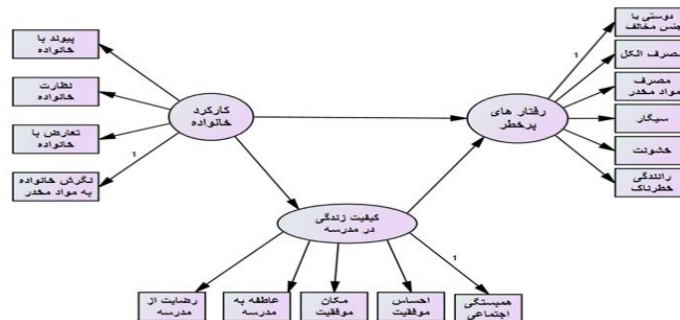 پیوند با
خانواده
نظارت
خانواده
تعارض با
خانواده
نگرش خانواده
به مواد مخدر
1
کارکرد
خانواده
رفتار های
پرخطر
1
دوستی با
جنس مخالف
مصرف الکل
مصرف
مواد مخدر
سیگار
خشونت
رانندگی
خطرناک
کیفیت زندگی
در مدرسه
1
رضایت از
مدرسه
عاطفه به
مدرسه
مکان
موفقیت
احساس
موفقیت
همبستگی
اجتماعی